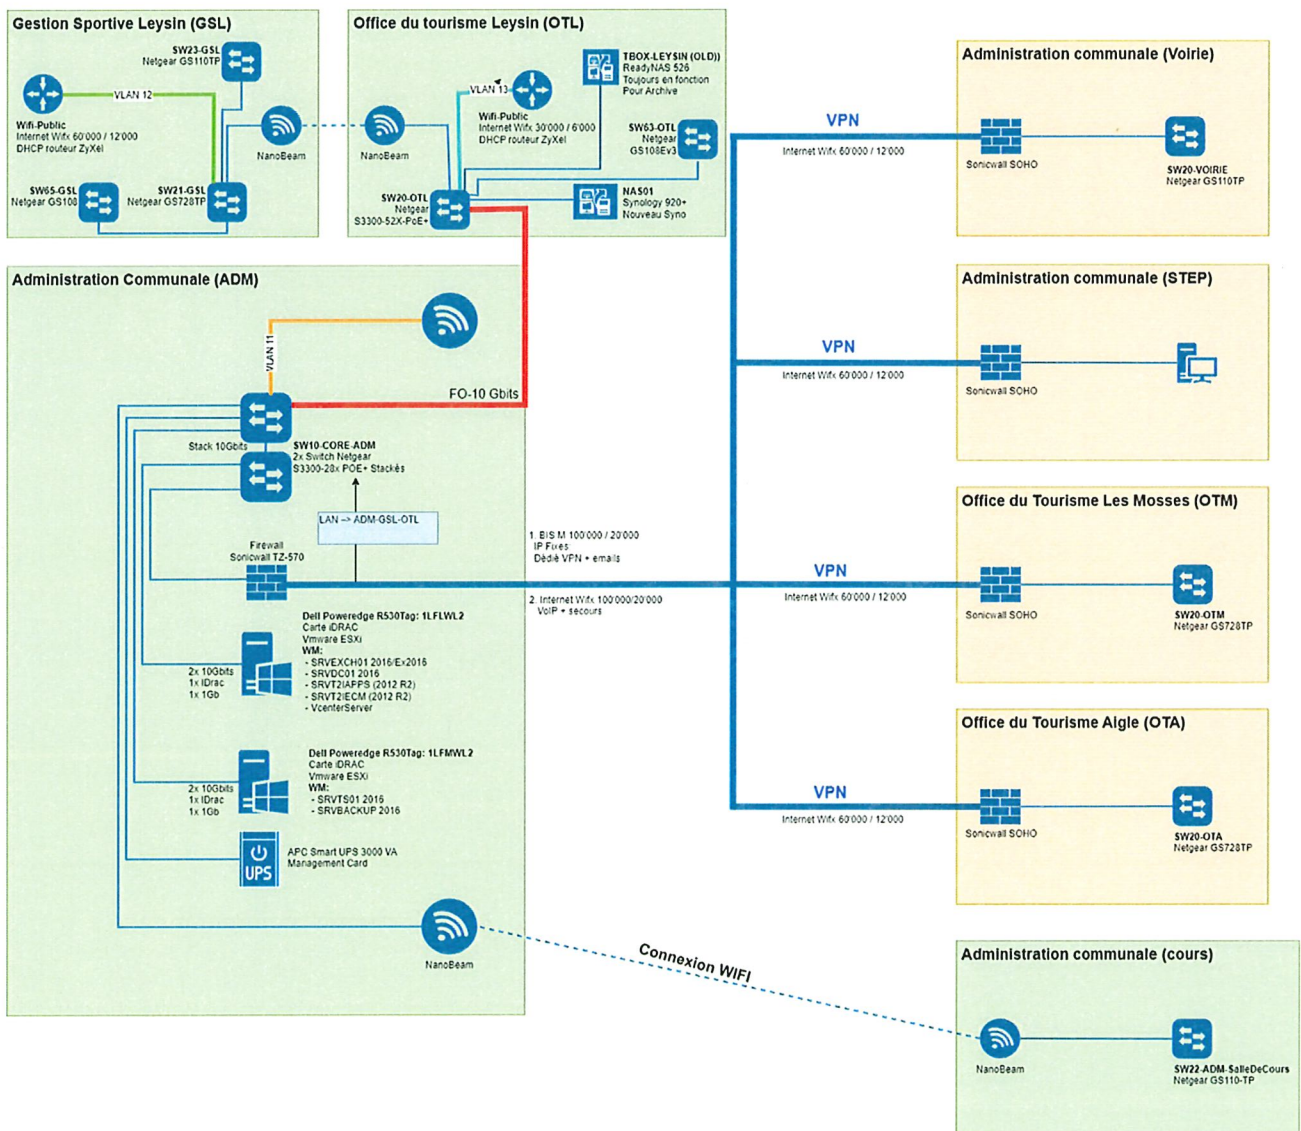 Gestion Sportive Leysin (GSL)
SW23-GSL
Netgear GS110TP
VLAN 12
Wifi-Public
Internet Wifx 60'000 / 12'000
DHCP routeur ZyXel
NanoBeam
SW65-GSL
Netgear GS108
SW21-GSL
Netgear GS728TP
Office du tourisme Leysin (OTL)
TBOX-LEYSIN (OLD))
ReadyNAS 526
Toujours en fonction
Pour Archive
VLAN 13
Wifi-Public
Internet Wifx 30'000 / 6'000
DHCP routeur ZyXel
NanoBeam
SW63-OTL
Netgear
GS108Ev3
SW20-OTL
Netgear
S3300-52X-PoE+
NAS01
Synology 920+
Nouveau Syno
Administration Communale (ADM)
VLAN 11
FO-10 Gbits
Stack 10Gbits
SW10-CORE-ADM
2x Switch Netgear
S3300-28x POE+ Stackés
LAN --> ADM-GSL-OTL
Firewall
Sonicwall TZ-570
1. BIS M 100'000 / 20'000
IP Fixes
Dédié VPN + emails
2. Internet Wifx 100'000/20'000
VoIP + secours
Dell Poweredge R530Tag: 1LFLWL2
Carte iDRAC
Vmware ESXi
WM:
- SRVEXCH01 2016/Ex2016
- SRVDC01 2016
- SRVT2IAPPS (2012 R2)
- SRVT2IECM (2012 R2)
- VcenterServer
2x 10Gbits
1x IDrac
1x 1Gb
Dell Poweredge R530Tag: 1LFMWL2
Carte iDRAC
Vmware ESXi
WM:
- SRVTS01 2016
- SRVBACKUP 2016
2x 10Gbits
1x IDrac
1x 1Gb
UPS
APC Smart UPS 3000 VA
Management Card
NanoBeam
Connexion WIFI
Administration communale (Voirie)
VPN
Internet Wifx 60'000 / 12'000
Sonicwall SOHO
SW20-VOIRIE
Netgear GS110TP
Administration communale (STEP)
VPN
Internet Wifx 60'000 / 12'000
Sonicwall SOHO
Office du Tourisme Les Mosses (OTM)
VPN
Internet Wifx 60'000 / 12'000
Sonicwall SOHO
SW20-OTM
Netgear GS728TP
Office du Tourisme Aigle (OTA)
VPN
Internet Wifx 60'000 / 12'000
Sonicwall SOHO
SW20-OTA
Netgear GS728TP
Administration communale (cours)
NanoBeam
SW22-ADM-SalleDeCours
Netgear GS110-TP